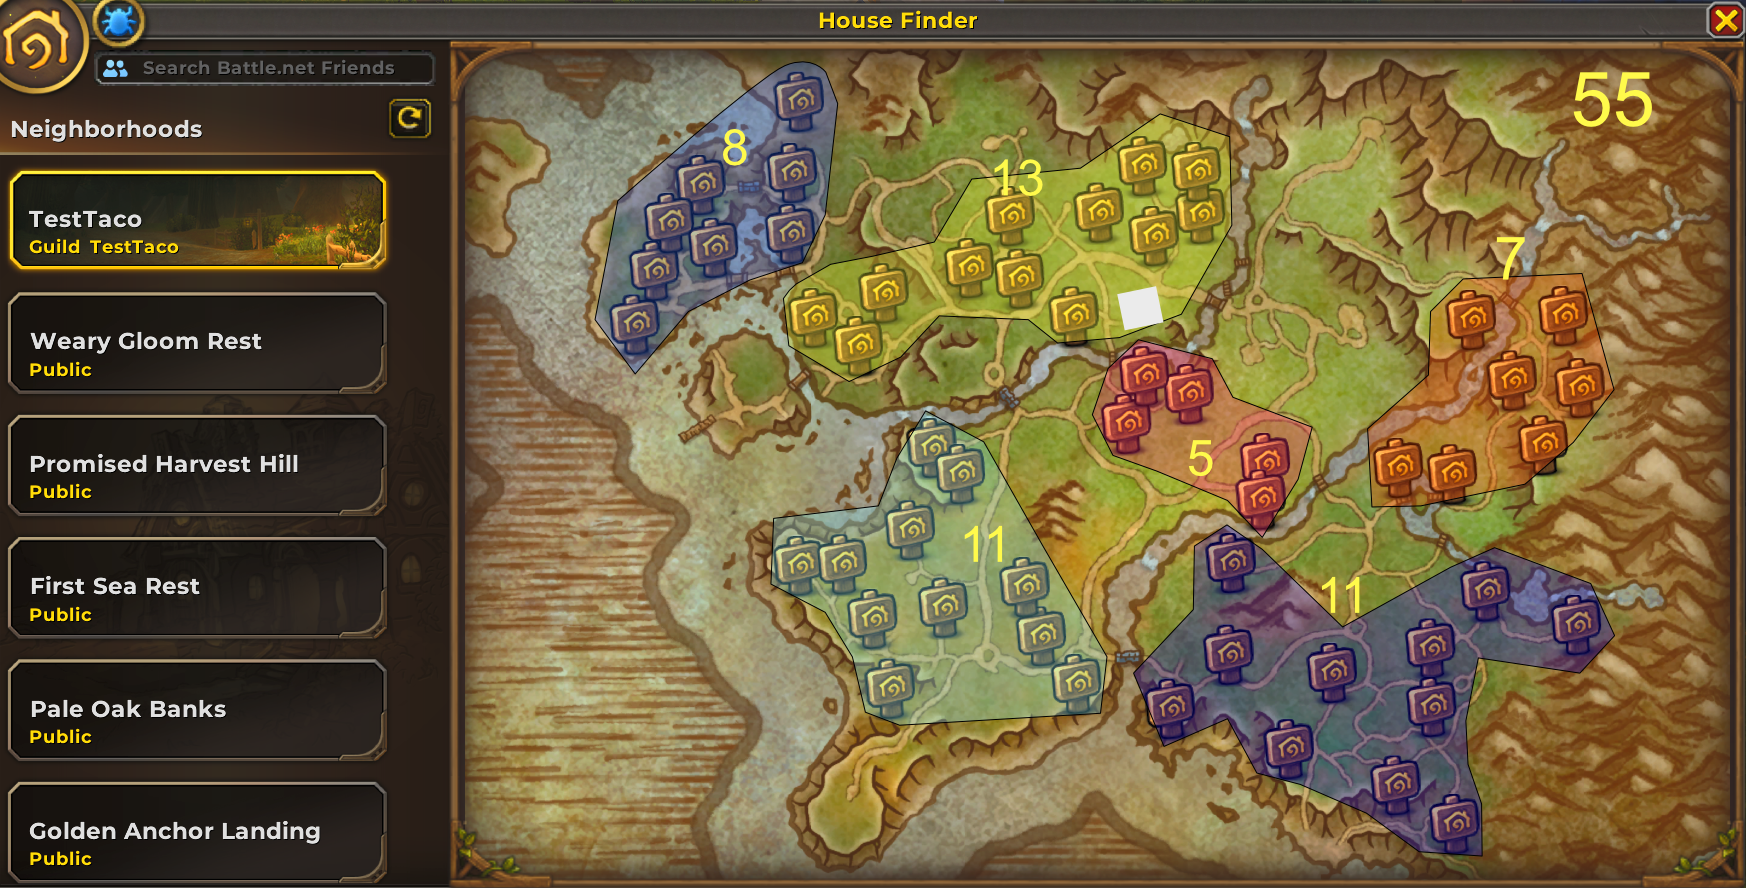 House Finder
Search Battle.net Friends
Neighborhoods
TestTaco
Guild TestTaco
Weary Gloom Rest
Public
Promised Harvest Hill
Public
First Sea Rest
Public
Pale Oak Banks
Public
Golden Anchor Landing
Public
55
8
13
7
5
11
11